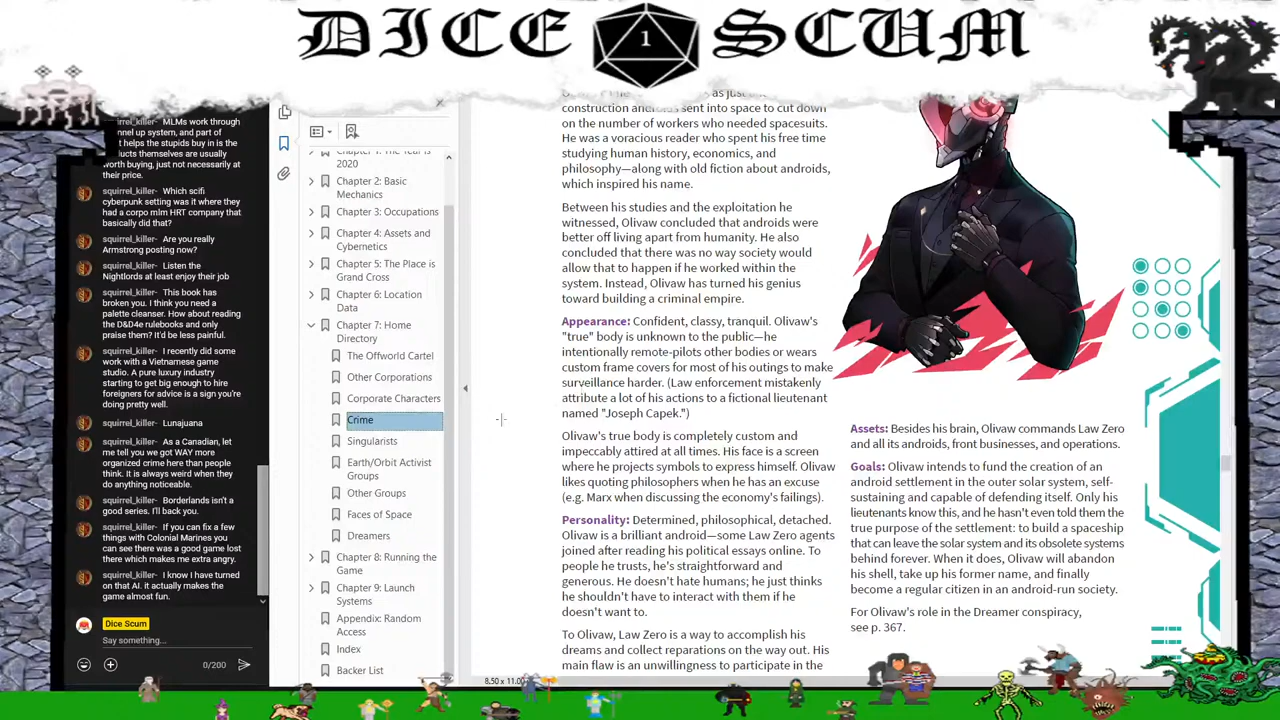 DICE 1 SCUM
squirrel_killer- MLMs work through
nnel up system, and part of
t helps the stupids buy in is the
ucts themselves are usually
worth buying, just not necessarily at
their price.
squirrel_killer- Which scifi
cyberpunk setting was it where they
had a corpo mlm HRT company that
basically did that?
squirrel_killer- Are you really
Armstrong posting now?
squirrel_killer- Listen the
Nightlords at least enjoy their job
squirrel_killer- This book has
broken you. I think you need a
palette cleanser. How about reading
the D&D4e rulebooks and only
praise them? It'd be less painful.
squirrel_killer- I recently did some
work with a Vietnamese game
studio. A pure luxury industry
starting to get big enough to hire
foreigners for advice is a sign you're
doing pretty well.
squirrel_killer- Lunajuana
squirrel_killer- As a Canadian, let
me tell you we got WAY more
organized crime here than people
think. It is always weird when they
do anything noticeable.
squirrel_killer- Borderlands isn't a
good series. I'll back you.
squirrel_killer- If you can fix a few
things with Colonial Marines you
can see there was a good game lost
there which makes me extra angry.
squirrel_killer- I know I have turned
on that AI. it actually makes the
game almost fun.
Dice Scum
Say something...
0/200
2020
Chapter 2: Basic
Mechanics
Chapter 3: Occupations
Chapter 4: Assets and
Cybernetics
Chapter 5: The Place is
Grand Cross
Chapter 6: Location
Data
Chapter 7: Home
Directory
The Offworld Cartel
Other Corporations
Corporate Characters
Crime
Singularists
Earth/Orbit Activist
Groups
Other Groups
Faces of Space
Dreamers
Chapter 8: Running the
Game
Chapter 9: Launch
Systems
Appendix: Random
Access
Index
Backer List
8.50 x 11.00
construction androids sent into space to cut down
on the number of workers who needed spacesuits.
He was a voracious reader who spent his free time
studying human history, economics, and
philosophy—along with old fiction about androids,
which inspired his name.
Between his studies and the exploitation he
witnessed, Olivaw concluded that androids were
better off living apart from humanity. He also
concluded that there was no way society would
allow that to happen if he worked within the
system. Instead, Olivaw has turned his genius
toward building a criminal empire.
Appearance: Confident, classy, tranquil. Olivaw's
"true" body is unknown to the public—he
intentionally remote-pilots other bodies or wears
custom frame covers for most of his outings to make
surveillance harder. (Law enforcement mistakenly
attribute a lot of his actions to a fictional lieutenant
named "Joseph Capek.")
Olivaw's true body is completely custom and
impeccably attired at all times. His face is a screen
where he projects symbols to express himself. Olivaw
likes quoting philosophers when he has an excuse
(e.g. Marx when discussing the economy's failings).
Personality: Determined, philosophical, detached.
Olivaw is a brilliant android—some Law Zero agents
joined after reading his political essays online. To
people he trusts, he's straightforward and
generous. He doesn't hate humans; he just thinks
he shouldn't have to interact with them if he
doesn't want to.
To Olivaw, Law Zero is a way to accomplish his
dreams and collect reparations on the way out. His
main flaw is an unwillingness to participate in the
Assets: Besides his brain, Olivaw commands Law Zero
and all its androids, front businesses, and operations.
Goals: Olivaw intends to fund the creation of an
android settlement in the outer solar system, self-
sustaining and capable of defending itself. Only his
lieutenants know this, and he hasn't even told them the
true purpose of the settlement: to build a spaceship
that can leave the solar system and its obsolete systems
behind forever. When it does, Olivaw will abandon
his shell, take up his former name, and finally
become a regular citizen in an android-run society.
For Olivaw's role in the Dreamer conspiracy,
see p. 367.